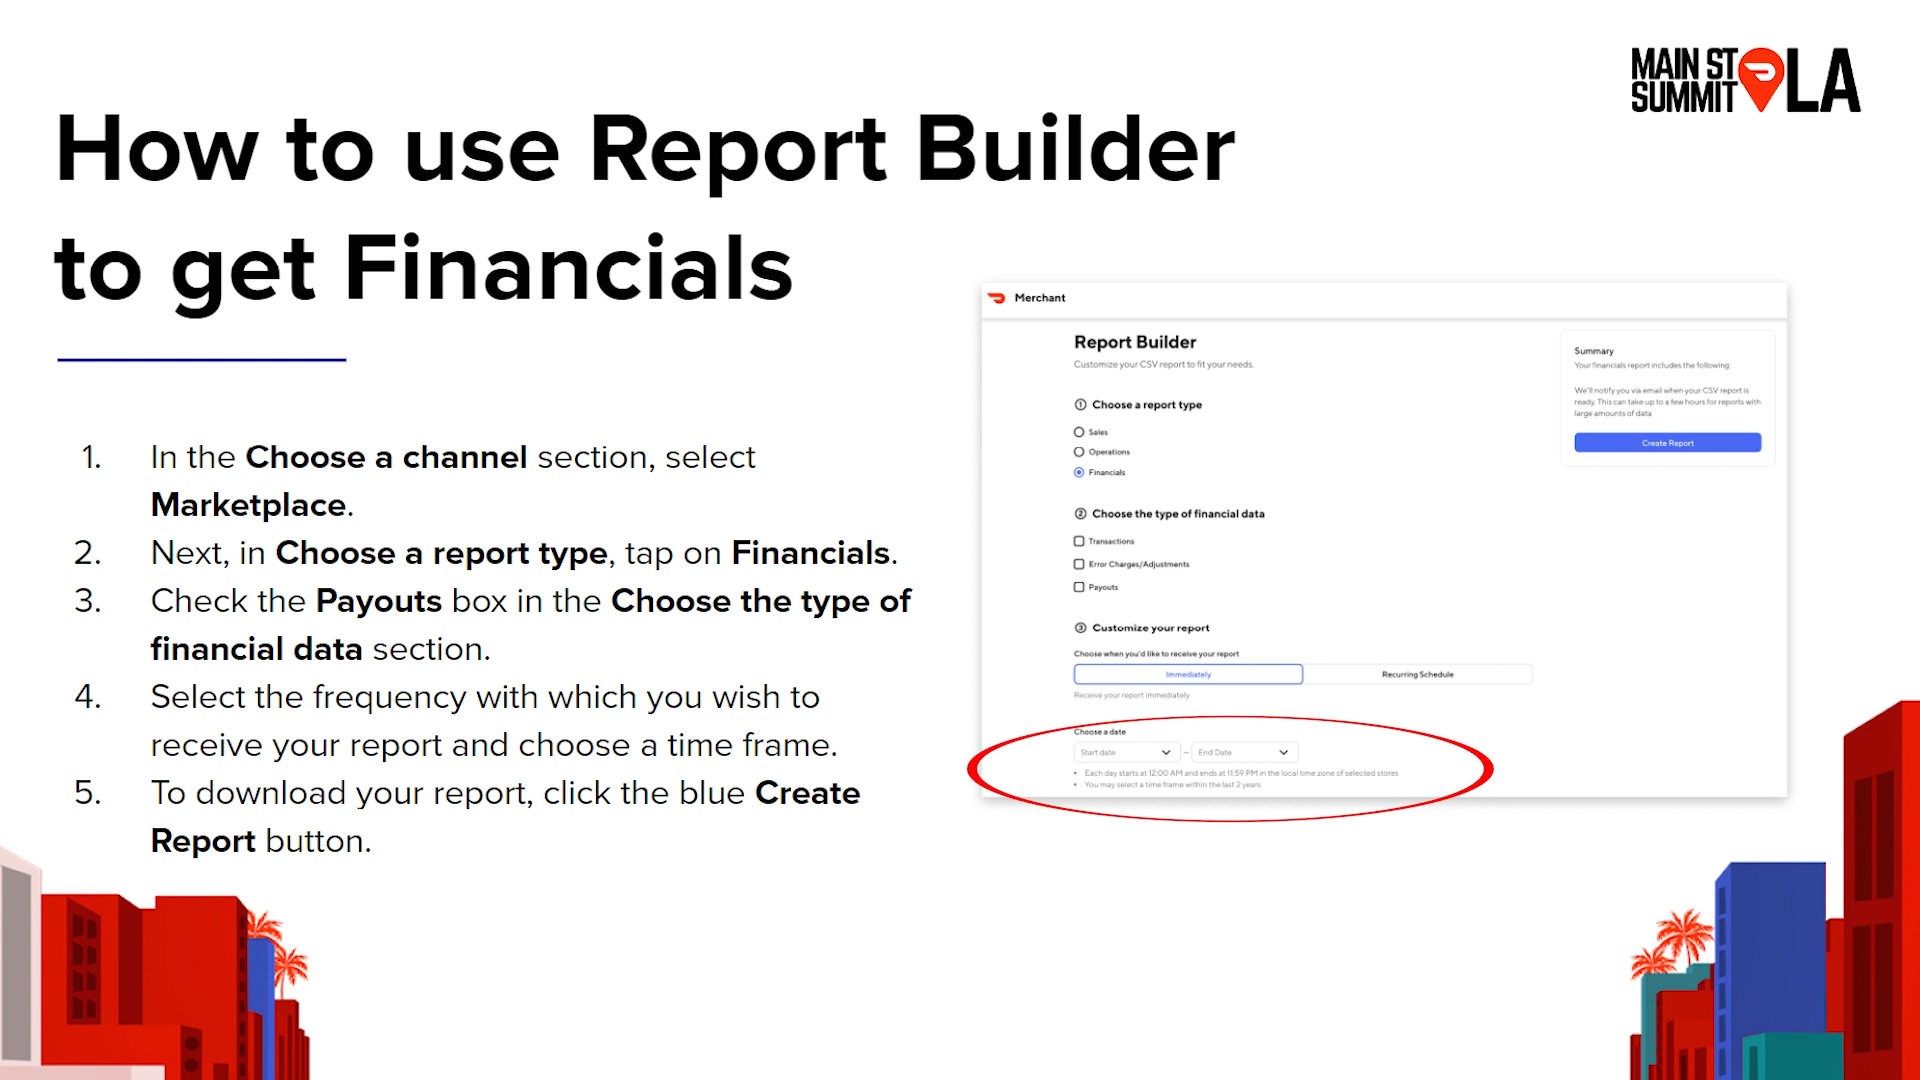 MAIN ST
SUMMIT
LA
How to use Report Builder
to get Financials
1. In the Choose a channel section, select
Marketplace.
2. Next, in Choose a report type, tap on Financials.
3. Check the Payouts box in the Choose the type of
financial data section.
4. Select the frequency with which you wish to
receive your report and choose a time frame.
5. To download your report, click the blue Create
Report button.
Merchant
Report Builder
Customize your CSV report to fit your needs.
1 Choose a report type
Sales
Operations
Financials
2 Choose the type of financial data
Transactions
Error Charges/Adjustments
Payouts
3 Customize your report
Choose when you'd like to receive your report
Immediately
Recurring Schedule
Receive your report immediately
Choose a date
Start date – End Date
• Each day starts at 12:00 AM and ends at 11:59 PM in the local time zone of selected stores
• You may select a time frame within the last 2 years
Summary
Your financials report includes the following:
We'll notify you via email when your CSV report is
ready. This can take up to a few hours for reports with
large amounts of data
Create Report